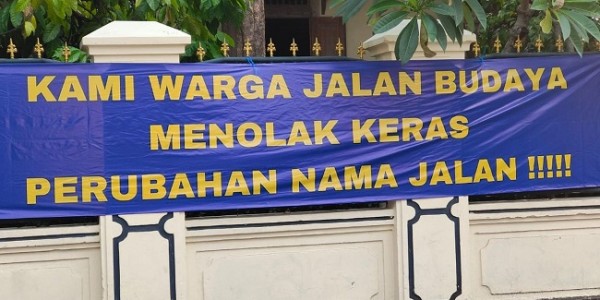 KAMI WARGA JALAN BUDAYA
MENOLAK KERAS
PERUBAHAN NAMA JALAN !!!!!